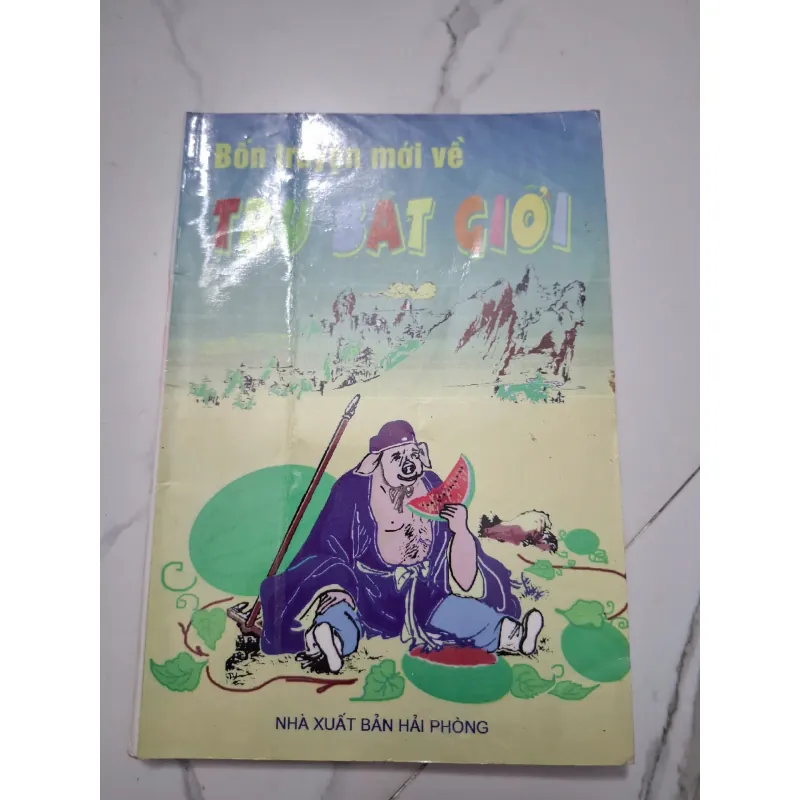 Bốn truyện mới về
TRƯ BÁT GIỚI
NHÀ XUẤT BẢN HẢI PHÒNG